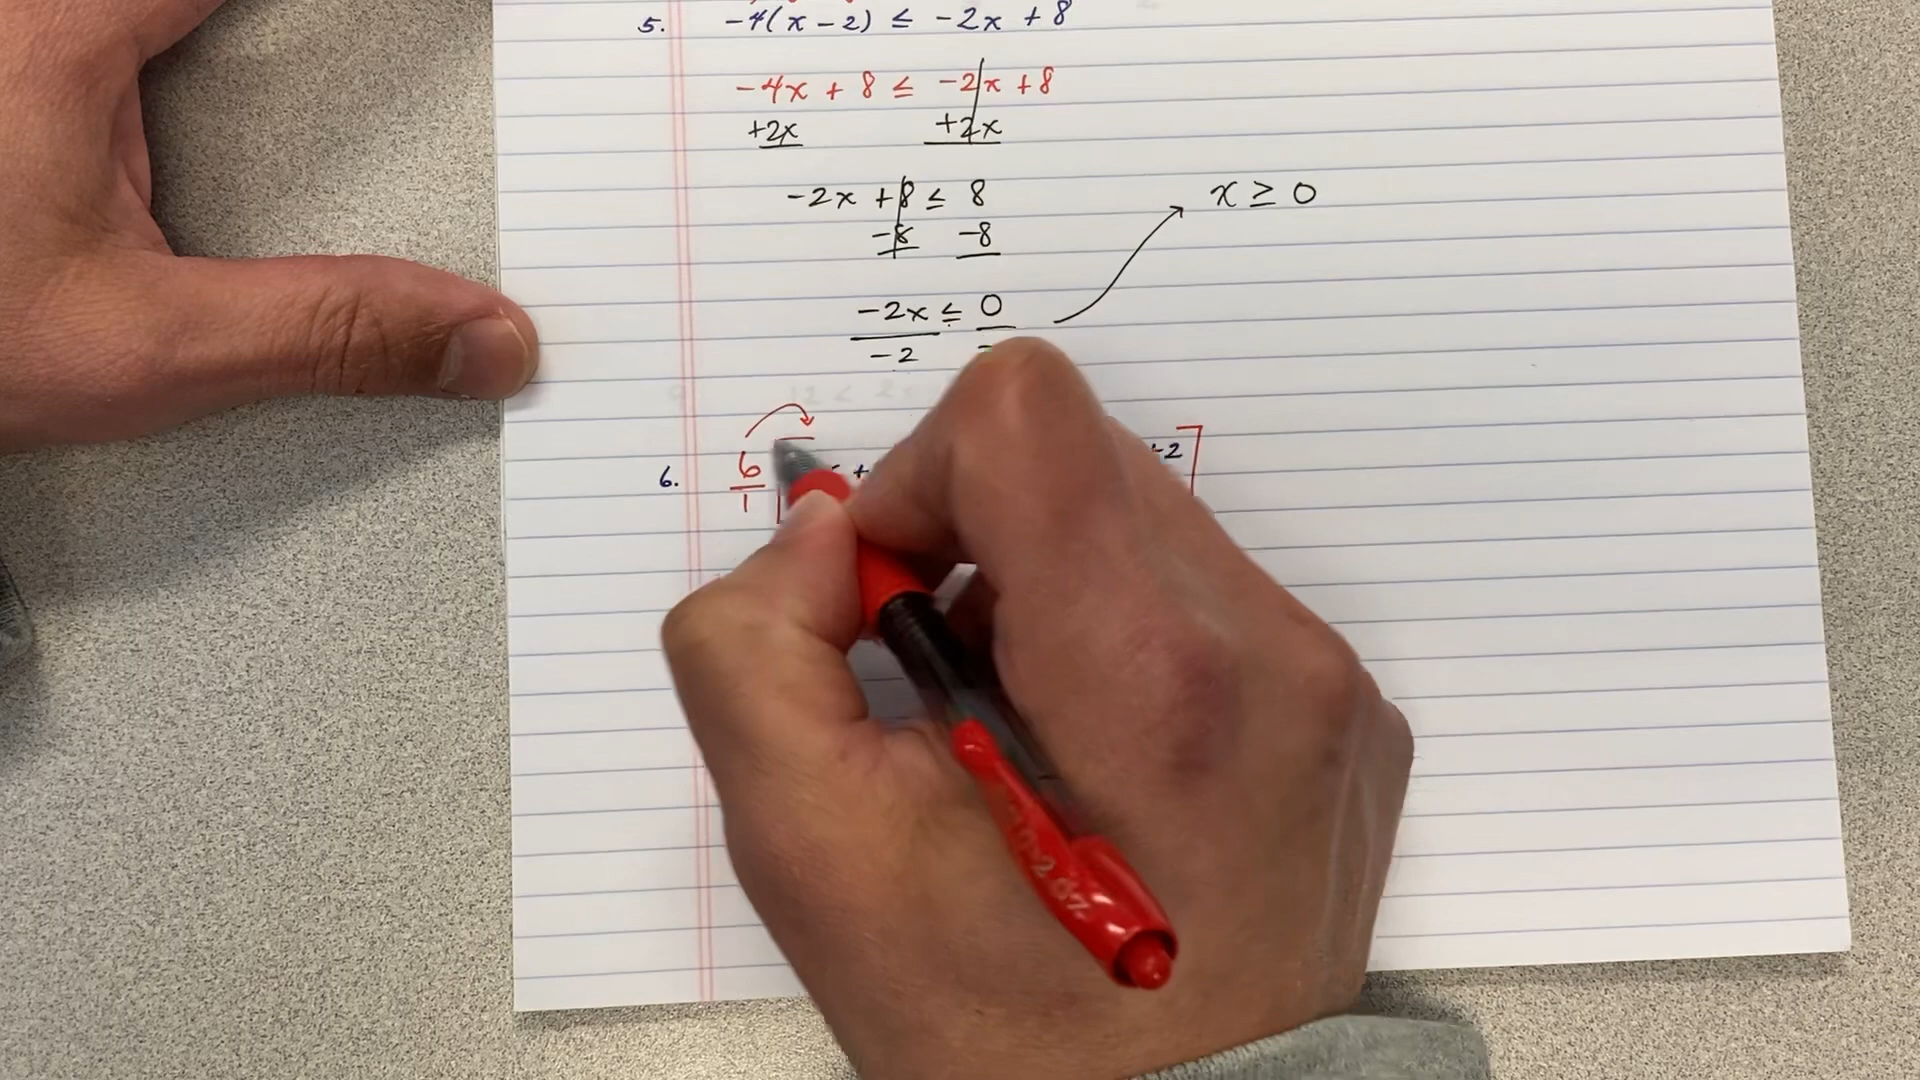 5. -4(x-2) ≤ -2x + 8
-4x + 8 ≤ -2x + 8
+2x +2x
-2x + 8 ≤ 8
x ≥ 0
-8 -8
-2x ≤ 0
-2
6. 6/1 [ + +2 ]